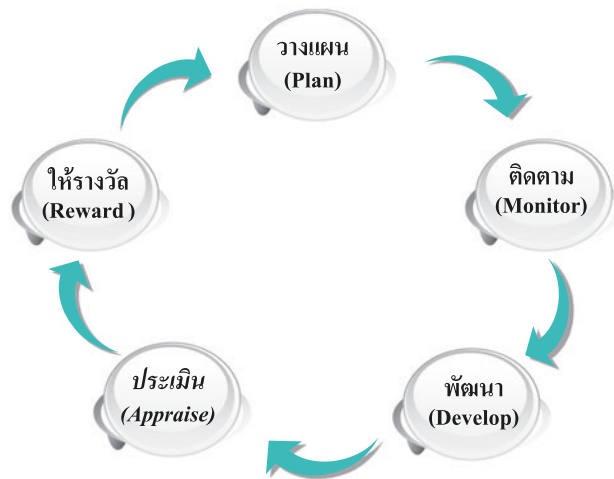 วางแผน
(Plan)
ติดตาม
(Monitor)
พัฒนา
(Develop)
ประเมิน
(Appraise)
ให้รางวัล
(Reward )